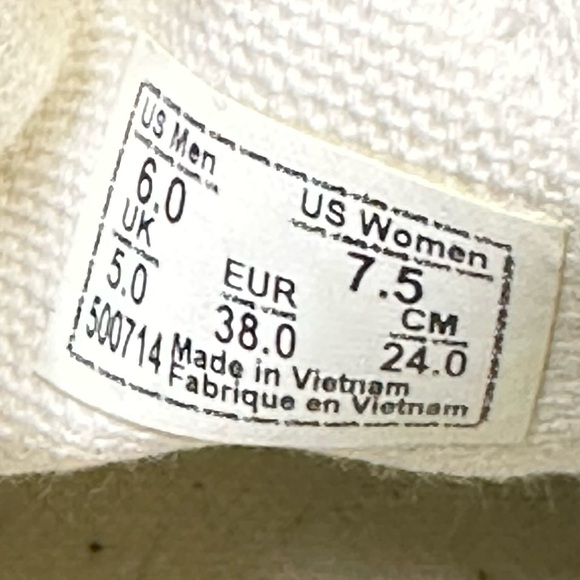 US Men
6.0
US Women
7.5
UK
5.0
EUR
38.0
CM
24.0
500714
Made in Vietnam
Fabrique en Vietnam